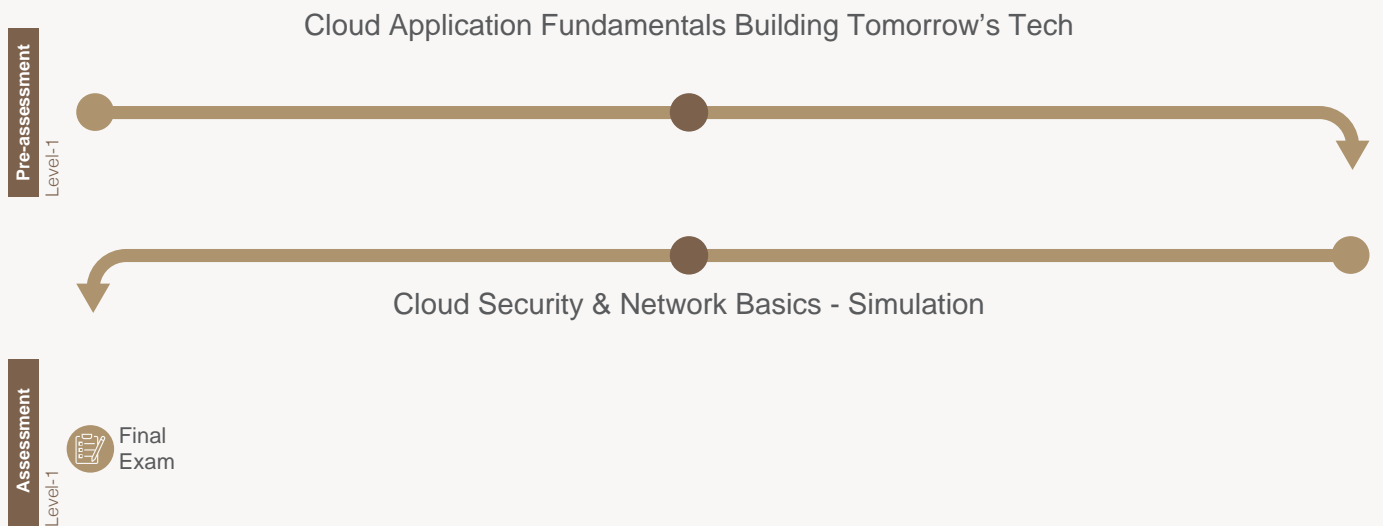 Cloud Application Fundamentals Building Tomorrow's Tech
Pre-assessment
Level-1
Cloud Security & Network Basics - Simulation
Assessment
Level-1
Final
Exam